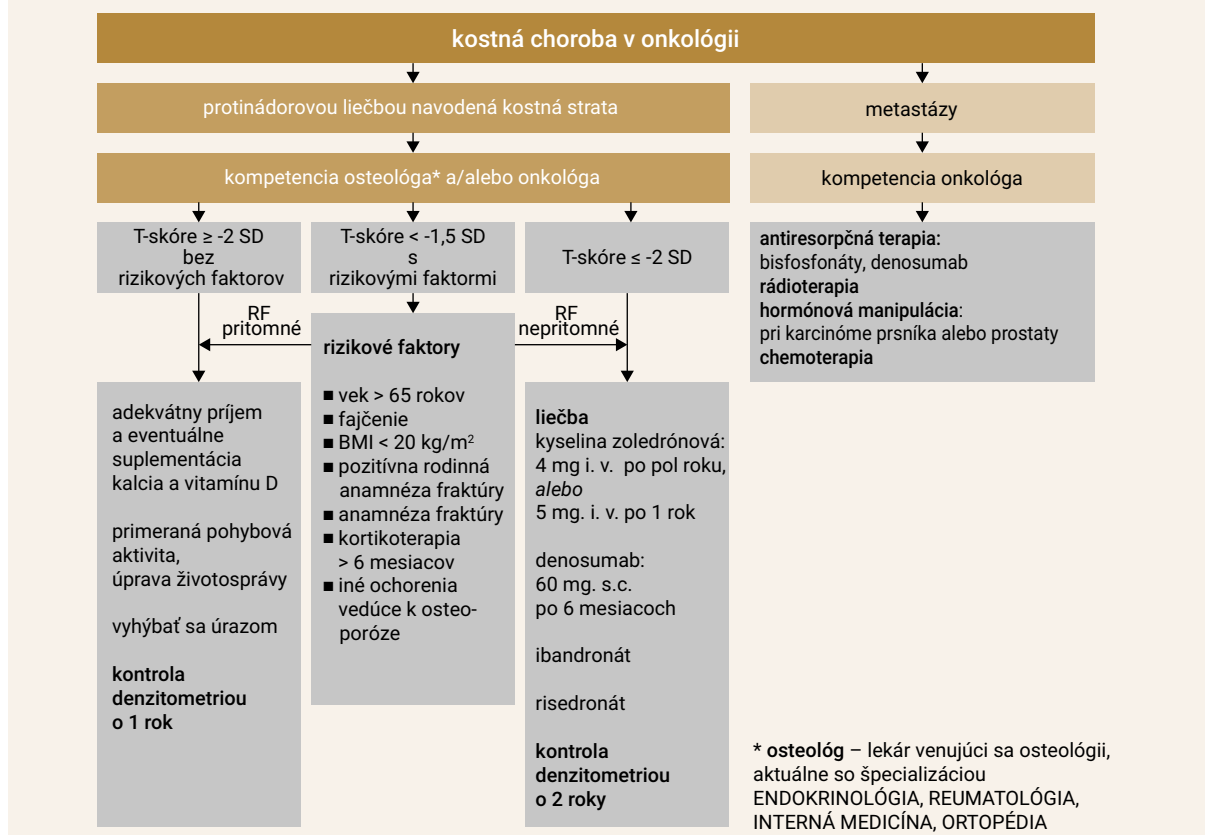 kostná choroba v onkológii
protinádorovou liečbou navodená kostná strata
metastázy
kompetencia osteológa* a/alebo onkológa
kompetencia onkológa
T-skóre ≥ -2 SD
bez
rizikových faktorov
T-skóre < -1,5 SD
s
rizikovými faktormi
T-skóre ≤ -2 SD
antiresorpčná terapia:
bisfosfonáty, denosumab
rádioterapia
hormónová manipulácia:
pri karcinóme prsníka alebo prostaty
chemoterapia
RF
pritomné
RF
nepritomné
rizikové faktory
■ vek > 65 rokov
■ fajčenie
■ BMI < 20 kg/m²
■ pozitívna rodinná
anamnéza fraktúry
■ anamnéza fraktúry
■ kortikoterapia
> 6 mesiacov
■ iné ochorenia
vedúce k osteo-
poróze
adekvátny príjem
a eventuálne
suplementácia
kalcia a vitamínu D
primeraná pohybová
aktivita,
úprava životosprávy
vyhýbať sa úrazom
kontrola
denzitometriou
o 1 rok
liečba
kyselina zoledrónová:
4 mg i. v. po pol roku,
alebo
5 mg. i. v. po 1 rok
denosumab:
60 mg. s.c.
po 6 mesiacoch
ibandronát
risedronát
kontrola
denzitometriou
o 2 roky
* osteológ – lekár venujúci sa osteológii,
aktuálne so špecializáciou
ENDOKRINOLÓGIA, REUMATOLÓGIA,
INTERNÁ MEDICÍNA, ORTOPÉDIA